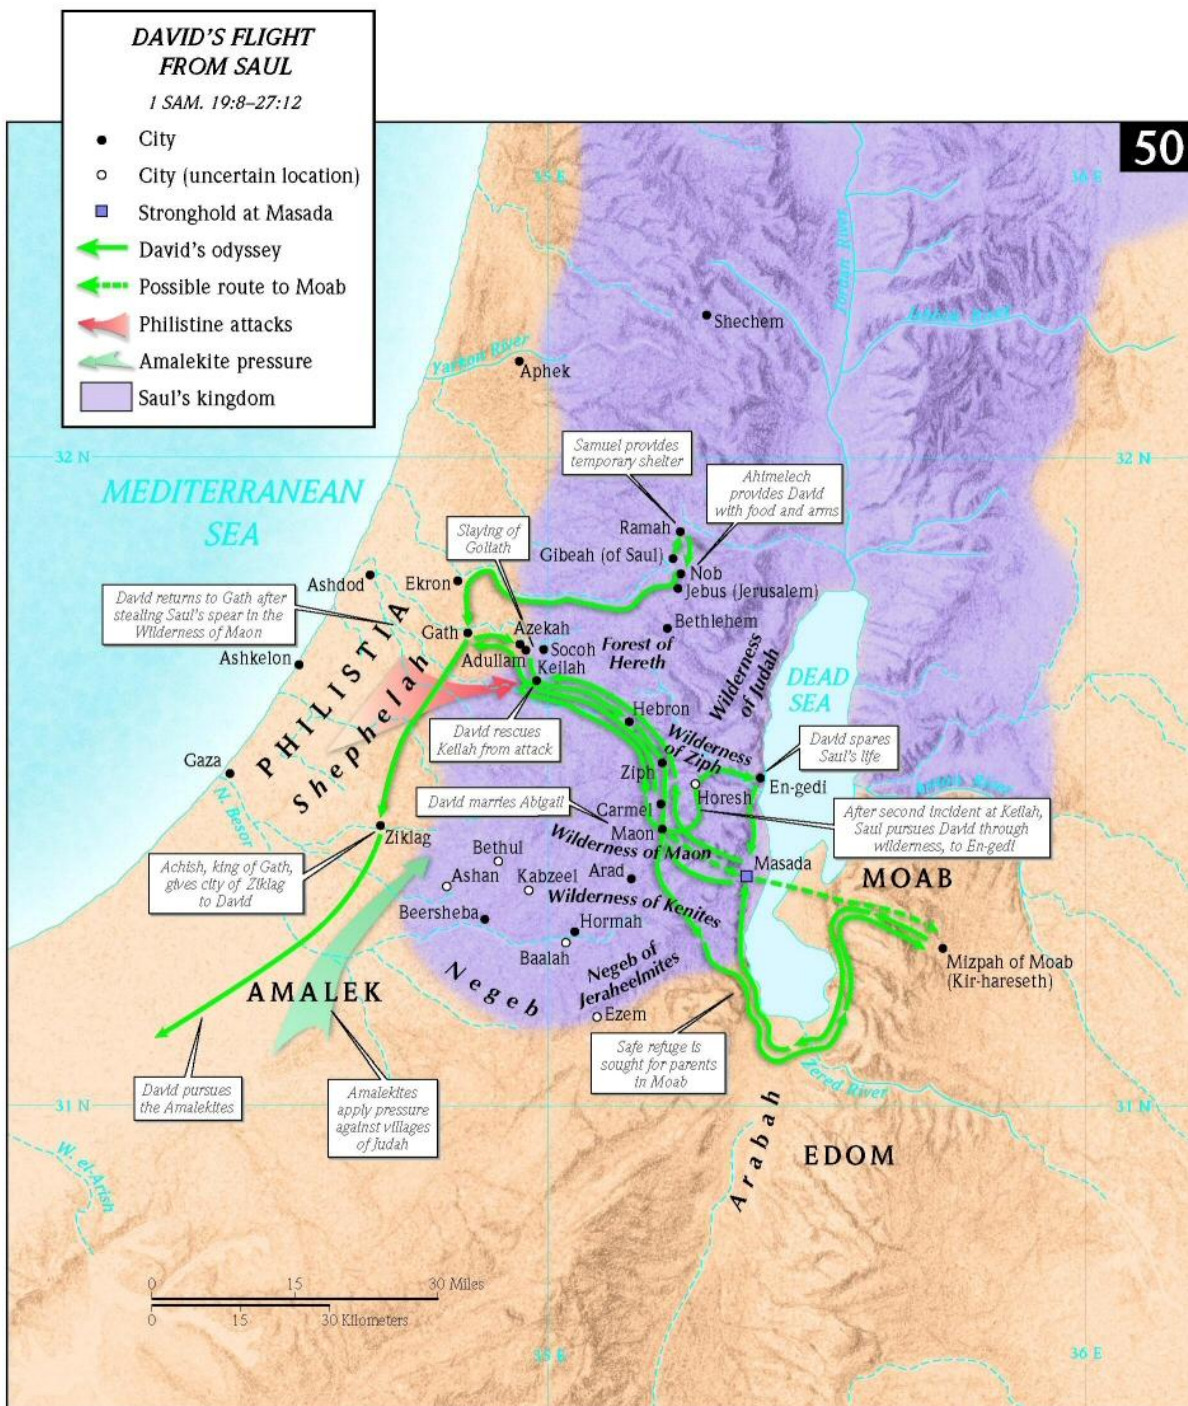 DAVID'S FLIGHT
FROM SAUL
1 SAM. 19:8–27:12
City
City (uncertain location)
Stronghold at Masada
David's odyssey
Possible route to Moab
Philistine attacks
Amalekite pressure
Saul's kingdom
50
35 E
36 E
Jordan River
Shechem
Jabbok River
Yarkon River
Aphek
32 N
32 N
MEDITERRANEAN
SEA
Samuel provides
temporary shelter
Ahimelech
provides David
with food and arms
Ramah
Slaying of
Goliath
Gibeah (of Saul)
Nob
Jebus (Jerusalem)
Ashdod
Ekron
David returns to Gath after
stealing Saul's spear in the
Wilderness of Maon
Gath
Azekah
Bethlehem
Adullam
Socoh
Forest of
Hereth
Keilah
Ashkelon
Wilderness
of Judah
DEAD
SEA
PHILISTIA
Shephelah
Hebron
David rescues
Keilah from attack
Wilderness
of Ziph
David spares
Saul's life
Gaza
Ziph
En-gedi
Horesh
N. Besor
David marries Abigail
Carmel
After second incident at Keilah,
Saul pursues David through
wilderness, to En-gedi
Arnon River
Maon
Ziklag
Wilderness of Maon
Bethul
Masada
Achish, king of Gath,
gives city of Ziklag
to David
Ashan
Kabzeel
Arad
MOAB
Wilderness of Kenites
Beersheba
Hormah
Baalah
Mizpah of Moab
(Kir-hareseth)
Negeb
Negeb of
Jeraheelmites
AMALEK
Ezem
Safe refuge is
sought for parents
in Moab
David pursues
the Amalekites
Amalekites
apply pressure
against villages
of Judah
Zered River
31 N
31 N
Arabah
EDOM
W. el-Arish
0
15
30 Miles
0
15
30 Kilometers
35 E
36 E